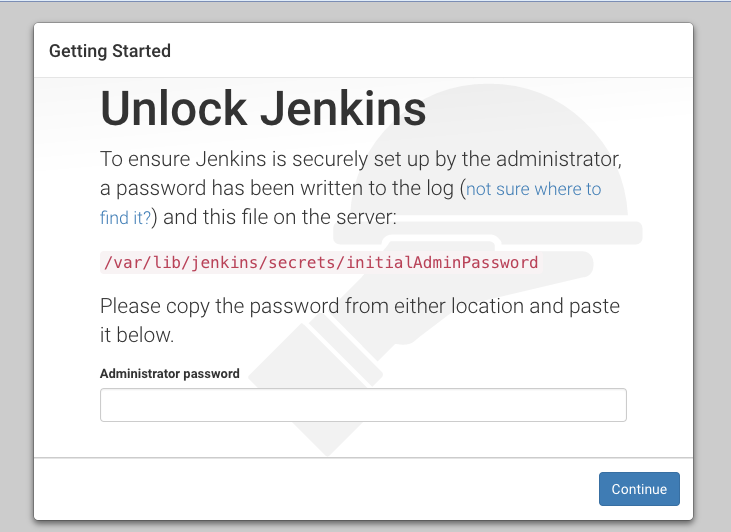 Getting Started
Unlock Jenkins
To ensure Jenkins is securely set up by the administrator,
a password has been written to the log (not sure where to
find it?) and this file on the server:
/var/lib/jenkins/secrets/initialAdminPassword
Please copy the password from either location and paste
it below.
Administrator password
Continue